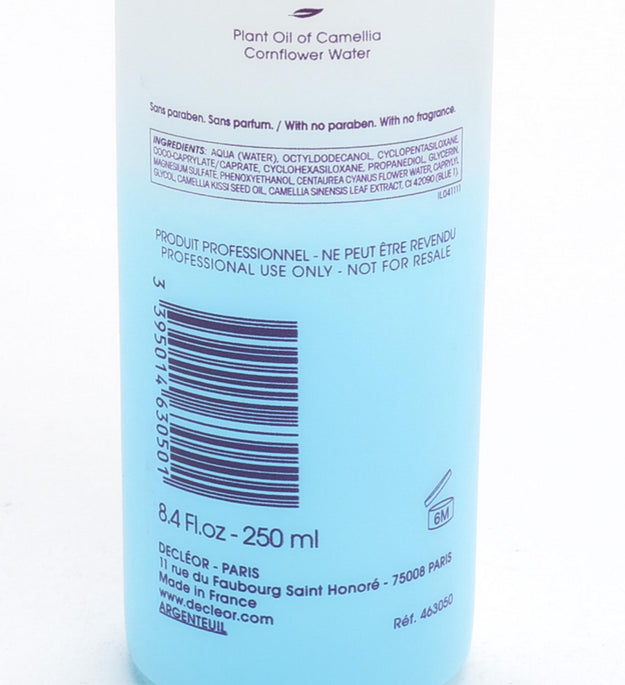 Plant Oil of Camellia
Cornflower Water
Sans paraben. Sans parfum. / With no paraben. With no fragrance.
INGREDIENTS: AQUA (WATER), OCTYLDODECANOL, CYCLOPENTASILOXANE,
COCO-CAPRYLATE/CAPRATE, CYCLOHEXASILOXANE, PROPANEDIOL, GLYCERIN,
MAGNESIUM SULFATE, PHENOXYETHANOL, CENTAUREA CYANUS FLOWER WATER, CAPRYLYL
GLYCOL, CAMELLIA KISSI SEED OIL, CAMELLIA SINENSIS LEAF EXTRACT, CI 42090 (BLUE 1).
IL041111
PRODUIT PROFESSIONNEL - NE PEUT ÊTRE REVENDU
PROFESSIONAL USE ONLY - NOT FOR RESALE
3 395014 630501
6M
8.4 Fl.oz - 250 ml
DECLÉOR - PARIS
11 rue du Faubourg Saint Honoré - 75008 PARIS
Made in France
www.decleor.com
ARGENTEUIL
Réf. 463050